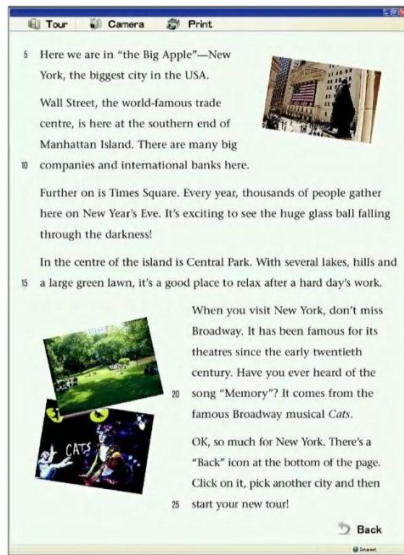 Tour Camera Print
5 Here we are in “the Big Apple”—New
York, the biggest city in the USA.
Wall Street, the world-famous trade
centre, is here at the southern end of
Manhattan Island. There are many big
10 companies and international banks here.
Further on is Times Square. Every year, thousands of people gather
here on New Year's Eve. It's exciting to see the huge glass ball falling
through the darkness!
In the centre of the island is Central Park. With several lakes, hills and
15 a large green lawn, it's a good place to relax after a hard day's work.
When you visit New York, don't miss
Broadway. It has been famous for its
theatres since the early twentieth
century. Have you ever heard of the
20 song “Memory”? It comes from the
famous Broadway musical Cats.
CATS
OK, so much for New York. There's a
“Back” icon at the bottom of the page.
Click on it, pick another city and then
25 start your new tour!
Back
Internet